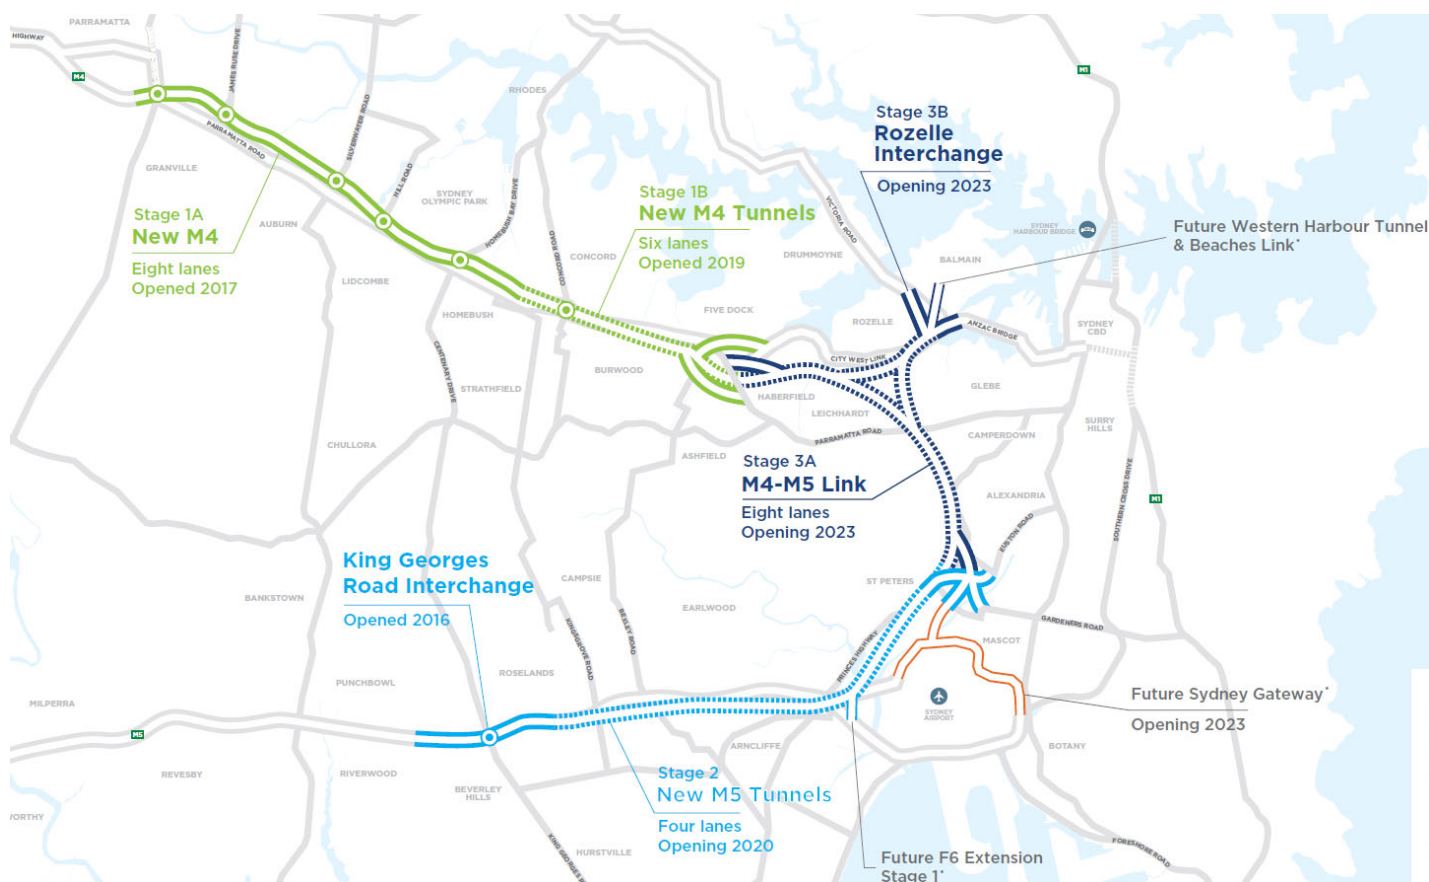 PARRAMATTA
HIGHWAY
M4
JAMES RUSE DRIVE
PARRAMATTA ROAD
SILVERWATER ROAD
HILL ROAD
GRANVILLE
AUBURN
SYDNEY
OLYMPIC PARK
HOMEBUSH BAY DRIVE
RHODES
CONCORD ROAD
CONCORD
LIDCOMBE
HOMEBUSH
Stage 1A
New M4
Eight lanes
Opened 2017
Stage 1B
New M4 Tunnels
Six lanes
Opened 2019
Stage 3B
Rozelle
Interchange
Opening 2023
M1
VICTORIA ROAD
DRUMMOYNE
BALMAIN
SYDNEY
HARBOUR BRIDGE
Future Western Harbour Tunnel
& Beaches Link*
FIVE DOCK
ROZELLE
ANZAC BRIDGE
SYDNEY
CBD
CITY WEST LINK
BURWOOD
CENTENARY DRIVE
STRATHFIELD
HABERFIELD
LEICHHARDT
GLEBE
PARRAMATTA ROAD
CAMPERDOWN
SURRY
HILLS
CHULLORA
ASHFIELD
Stage 3A
M4-M5 Link
Eight lanes
Opening 2023
ALEXANDRIA
EUSTON ROAD
SOUTHERN CROSS DRIVE
M1
King Georges
Road Interchange
Opened 2016
BANKSTOWN
CAMPSIE
EARLWOOD
ST PETERS
BEXLEY ROAD
KINGSGROVE ROAD
PRINCES HIGHWAY
GARDENERS ROAD
MASCOT
ROSELANDS
PUNCHBOWL
MILPERRA
M5
SYDNEY
AIRPORT
Future Sydney Gateway*
Opening 2023
REVESBY
RIVERWOOD
BEVERLEY
HILLS
ARNCLIFFE
BOTANY
Stage 2
New M5 Tunnels
Four lanes
Opening 2020
WORTHY
KING GEORGES R
HURSTVILLE
FORESHORE ROAD
Future F6 Extension
Stage 1*